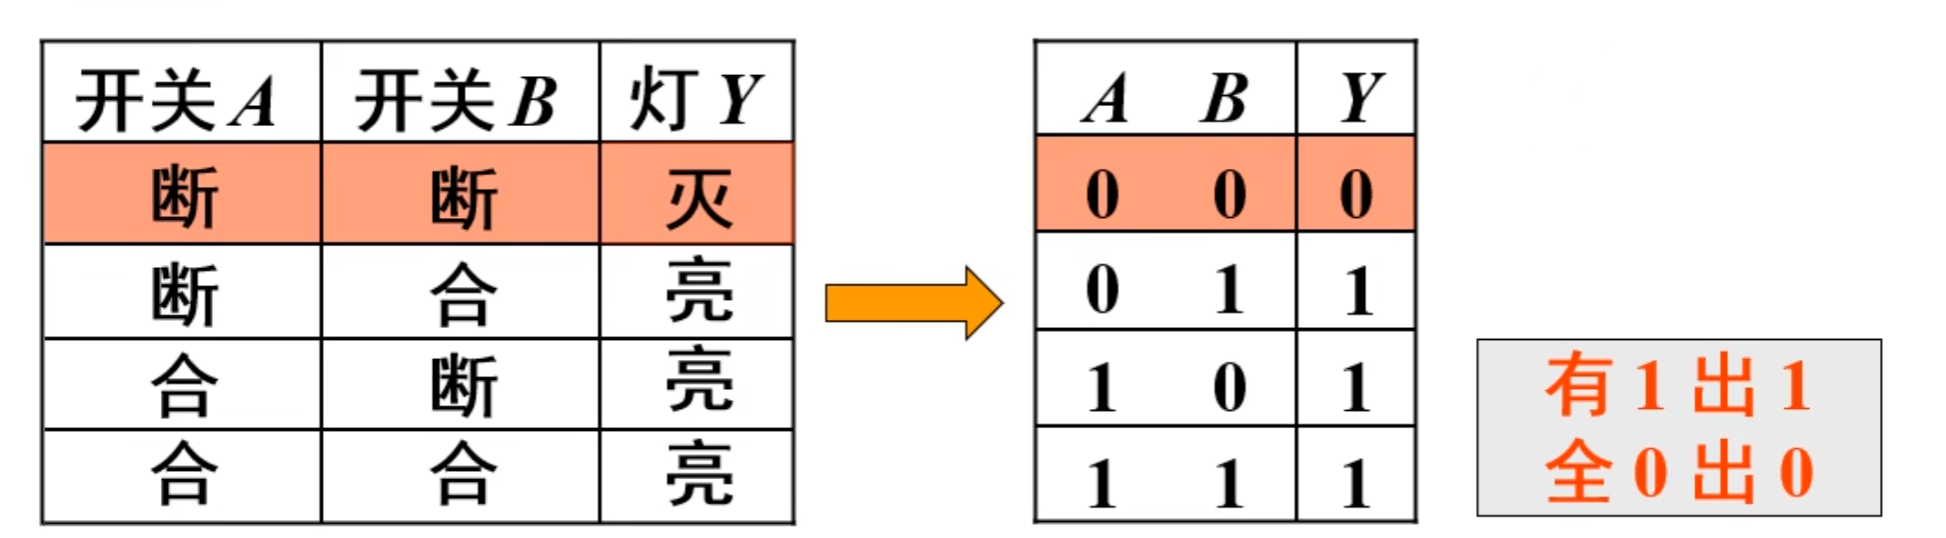 开关 A 开关 B 灯 Y
断 断 灭
断 合 亮
合 断 亮
合 合 亮
A B Y
0 0 0
0 1 1
1 0 1
1 1 1
有 1 出 1
全 0 出 0